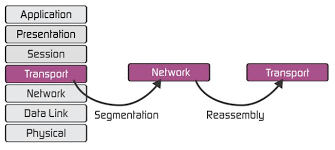 Application
Presentation
Session
Transport
Network
Data Link
Physical
Network
Transport
Segmentation
Reassembly